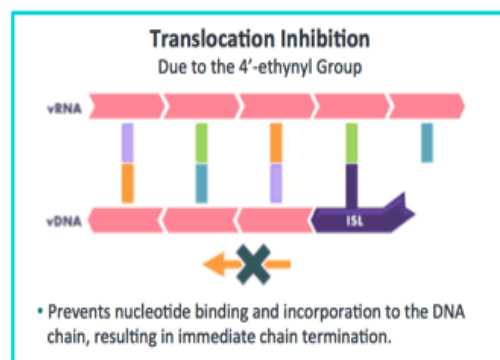 Translocation Inhibition
Due to the 4’-ethynyl Group
vRNA
vDNA
ISL
• Prevents nucleotide binding and incorporation to the DNA
chain, resulting in immediate chain termination.